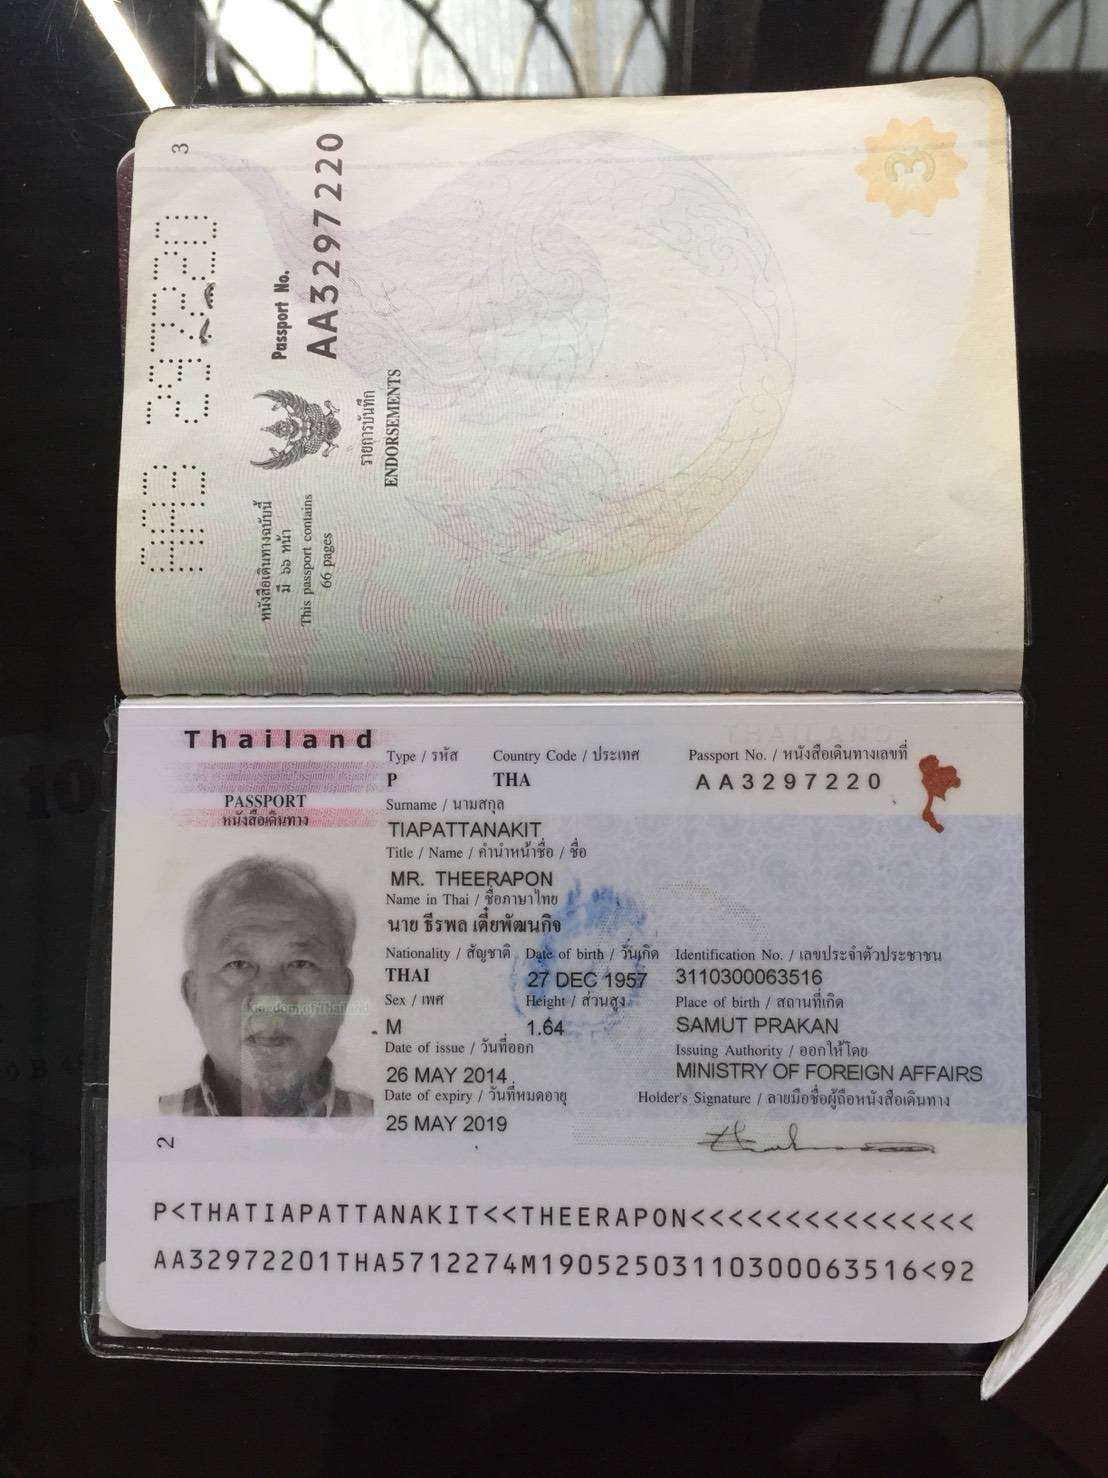 3
AA3297220
Passport No.
AA3297220
รายการบันทึก
ENDORSEMENTS
หนังสือเดินทางฉบับนี้
มี ๖๖ หน้า
This passport contains
66 pages
Thailand
PASSPORT
หนังสือเดินทาง
Type / รหัส Country Code / ประเทศ Passport No. / หนังสือเดินทางเลขที่
P THA AA3297220
Surname / นามสกุล
TIAPATTANAKIT
Title / Name / คำนำหน้าชื่อ / ชื่อ
MR. THEERAPON
Name in Thai / ชื่อภาษาไทย
นาย ธีรพล เตี๋ยพัฒนกิจ
Nationality / สัญชาติ Date of birth / วันเกิด Identification No. / เลขประจำตัวประชาชน
THAI 27 DEC 1957 3110300063516
Sex / เพศ Height / ส่วนสูง Place of birth / สถานที่เกิด
M 1.64 SAMUT PRAKAN
Date of issue / วันที่ออก Issuing Authority / ออกให้โดย
26 MAY 2014 MINISTRY OF FOREIGN AFFAIRS
Date of expiry / วันที่หมดอายุ Holder's Signature / ลายมือชื่อผู้ถือหนังสือเดินทาง
25 MAY 2019
Kingdom of Thailand
2
P<THATIAPATTANAKIT<<THEERAPON<<<<<<<<<<<<<<<
AA32972201THA5712274M19052503110300063516<92